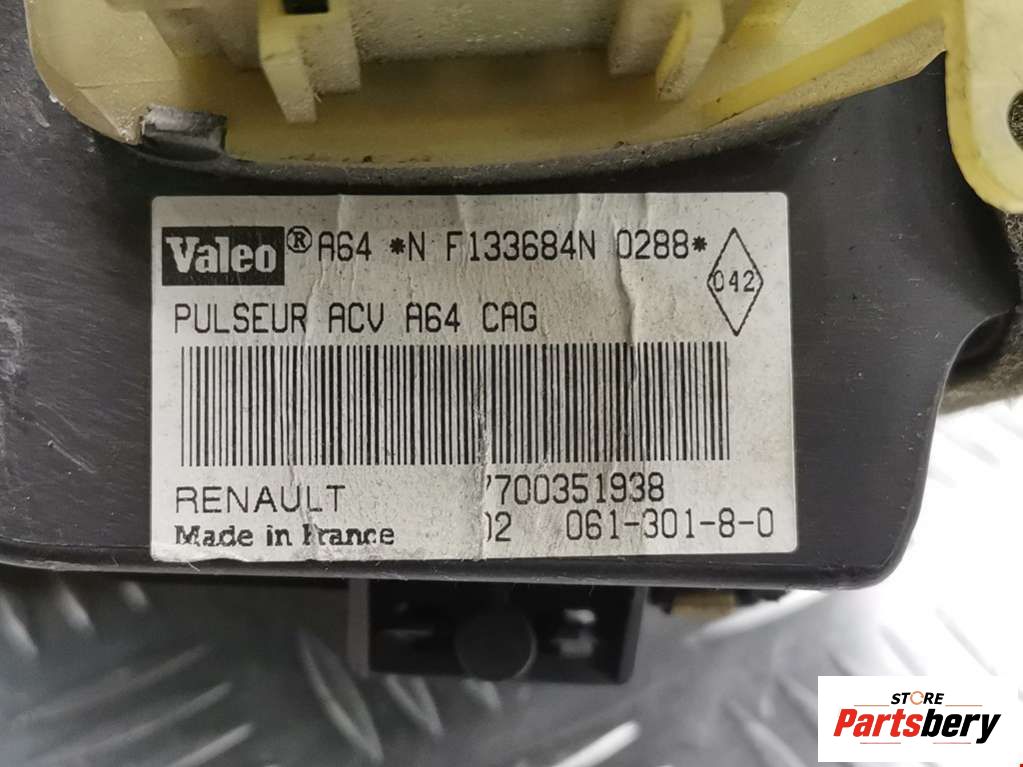 Valeo® A64 *N F133684N 0288*
042
PULSEUR ACV A64 CAG
RENAULT 7700351938
Made in France 02 061-301-8-0
STORE
Partsbery